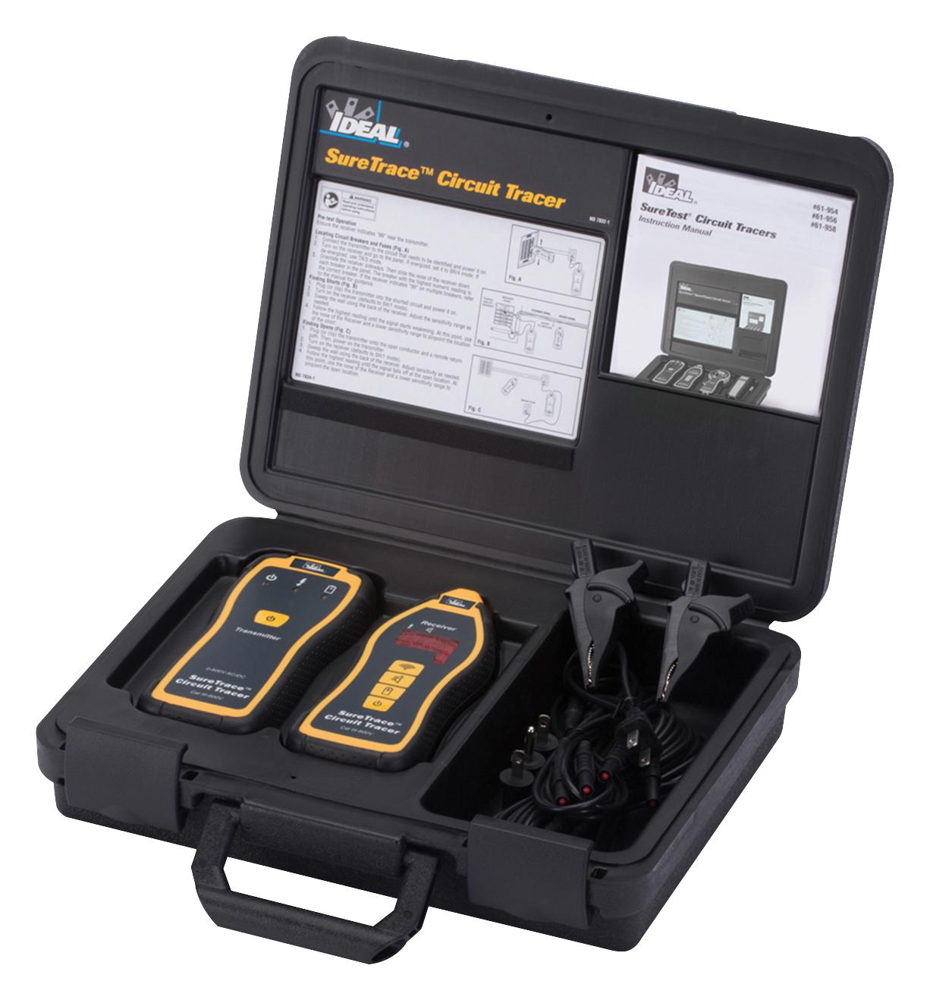 IDEAL®
SureTrace™ Circuit Tracer
ND 7832-1
WARNING
Read and understand
operating instructions
before using.
Pre-test Operation
Ensure the receiver indicates "99" near the transmitter.
Locating Circuit Breakers and Fuses (Fig. A)
1. Connect the transmitter to the circuit that needs to be identified and power it on.
2. Turn on the receiver and go to the panel. If energized, set it to BR/4 mode. If
de-energized, use TR/3 mode.
3. Orientate the receiver sideways. Then slide the nose of the receiver down
each breaker in the panel. The breaker with the highest numeric reading is
the correct breaker. If the receiver indicates "99" on multiple breakers, refer
to the manual for guidance.
Finding Shorts (Fig. B)
1. Plug (or clip) the transmitter into the shorted circuit and power it on.
2. Turn on the receiver (defaults to SH/1 mode).
3. Sweep the wall using the back of the receiver. Adjust the sensitivity range as
needed.
4. Follow the highest reading until the signal starts weakening. At this point, use
the nose of the Receiver and a lower sensitivity range to pinpoint the location
of the short.
Finding Opens (Fig. C)
1. Plug (or clip) the transmitter onto the open conductor and a remote return
path. Then, power on the transmitter.
2. Turn on the receiver (defaults to SH/1 mode).
3. Sweep the wall using the back of the receiver. Adjust sensitivity as needed.
4. Follow the highest reading until the signal falls off at the open location. At
this point, use the nose of the Receiver and a lower sensitivity range to
pinpoint the open location.
ND 7834-1
Fig. A
Fig. B
Fig. C
IDEAL®
#61-954
#61-956
#61-958
SureTest® Circuit Tracers
Instruction Manual
IDEAL
IDEAL
Transmitter
0-600V AC/DC
SureTrace™
Circuit Tracer
Cat III-600V
IDEAL
Receiver
SureTrace™
Circuit Tracer
Cat III-600V